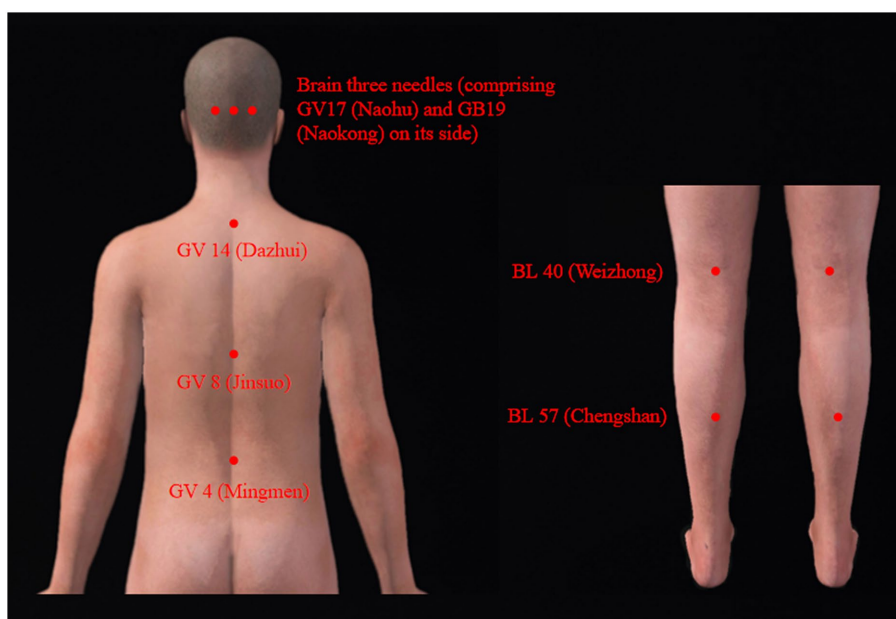 Brain three needles (comprising
GV17 (Naohu) and GB19
(Naokong) on its side)
GV 14 (Dazhui)
GV 8 (Jinsuo)
GV 4 (Mingmen)
BL 40 (Weizhong)
BL 57 (Chengshan)